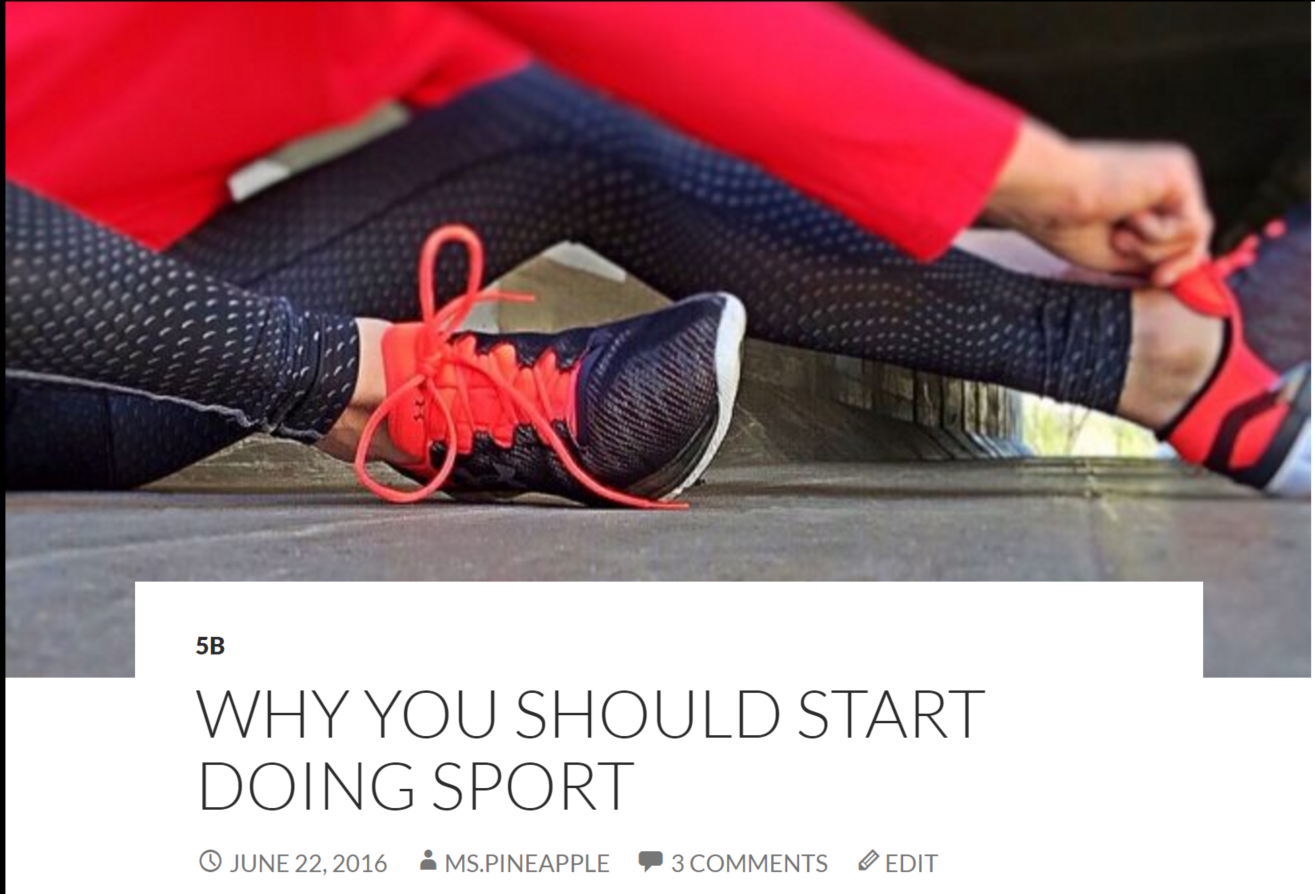 5B
WHY YOU SHOULD START
DOING SPORT
JUNE 22, 2016 MS.PINEAPPLE 3 COMMENTS EDIT